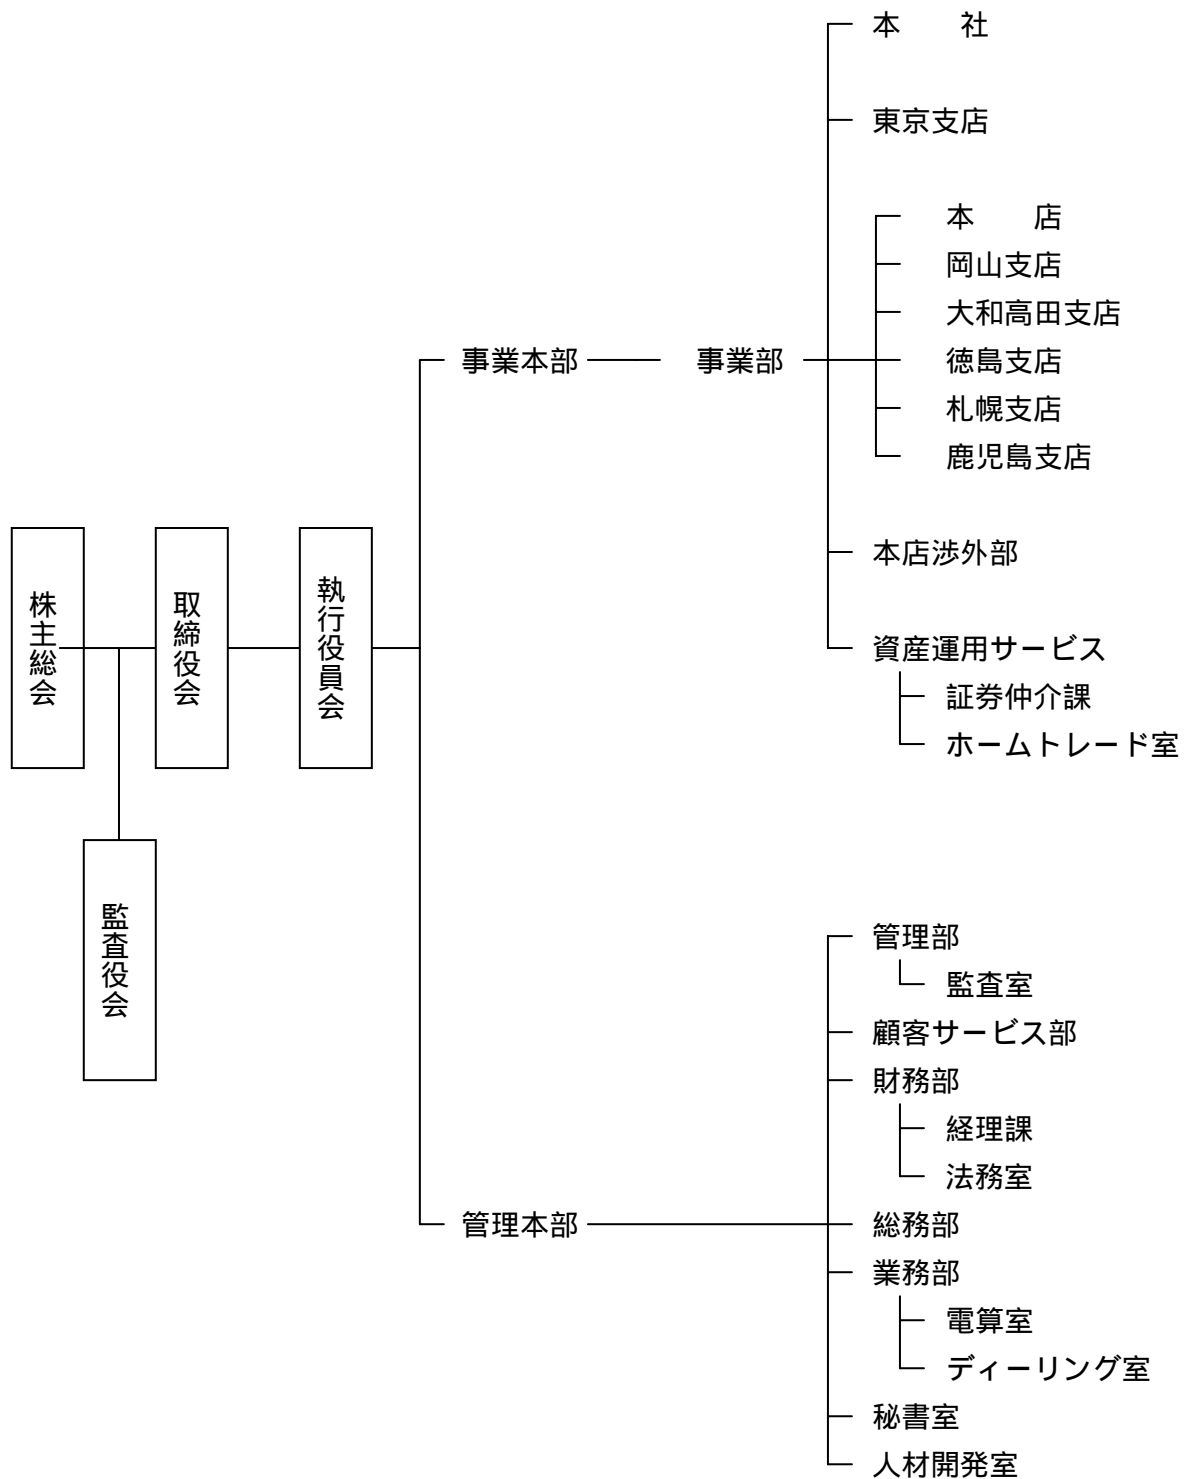 本　　社
東京支店
本　　店
岡山支店
大和高田支店
事業本部
事業部
徳島支店
札幌支店
鹿児島支店
本店渉外部
株主総会
取締役会
執行役員会
資産運用サービス
証券仲介課
ホームトレード室
監査役会
管理部
監査室
顧客サービス部
財務部
経理課
法務室
管理本部
総務部
業務部
電算室
ディーリング室
秘書室
人材開発室